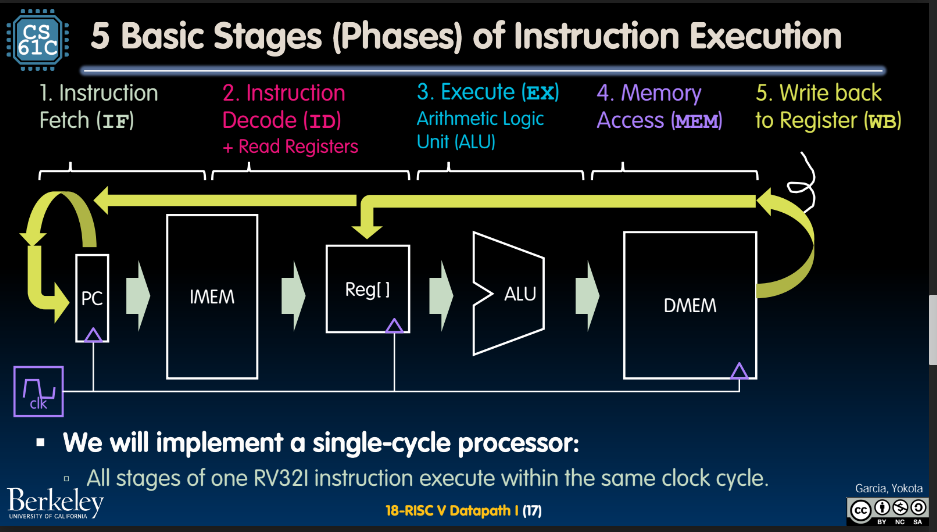 CS
61C
5 Basic Stages (Phases) of Instruction Execution
1. Instruction
Fetch (IF)
2. Instruction
Decode (ID)
+ Read Registers
3. Execute (EX)
Arithmetic Logic
Unit (ALU)
4. Memory
Access (MEM)
5. Write back
to Register (WB)
PC
IMEM
Reg[ ]
ALU
DMEM
clk
▪ We will implement a single-cycle processor:
▫ All stages of one RV32I instruction execute within the same clock cycle.
Berkeley
UNIVERSITY OF CALIFORNIA
18-RISC V Datapath I (17)
Garcia, Yokota
cc
BY NC SA